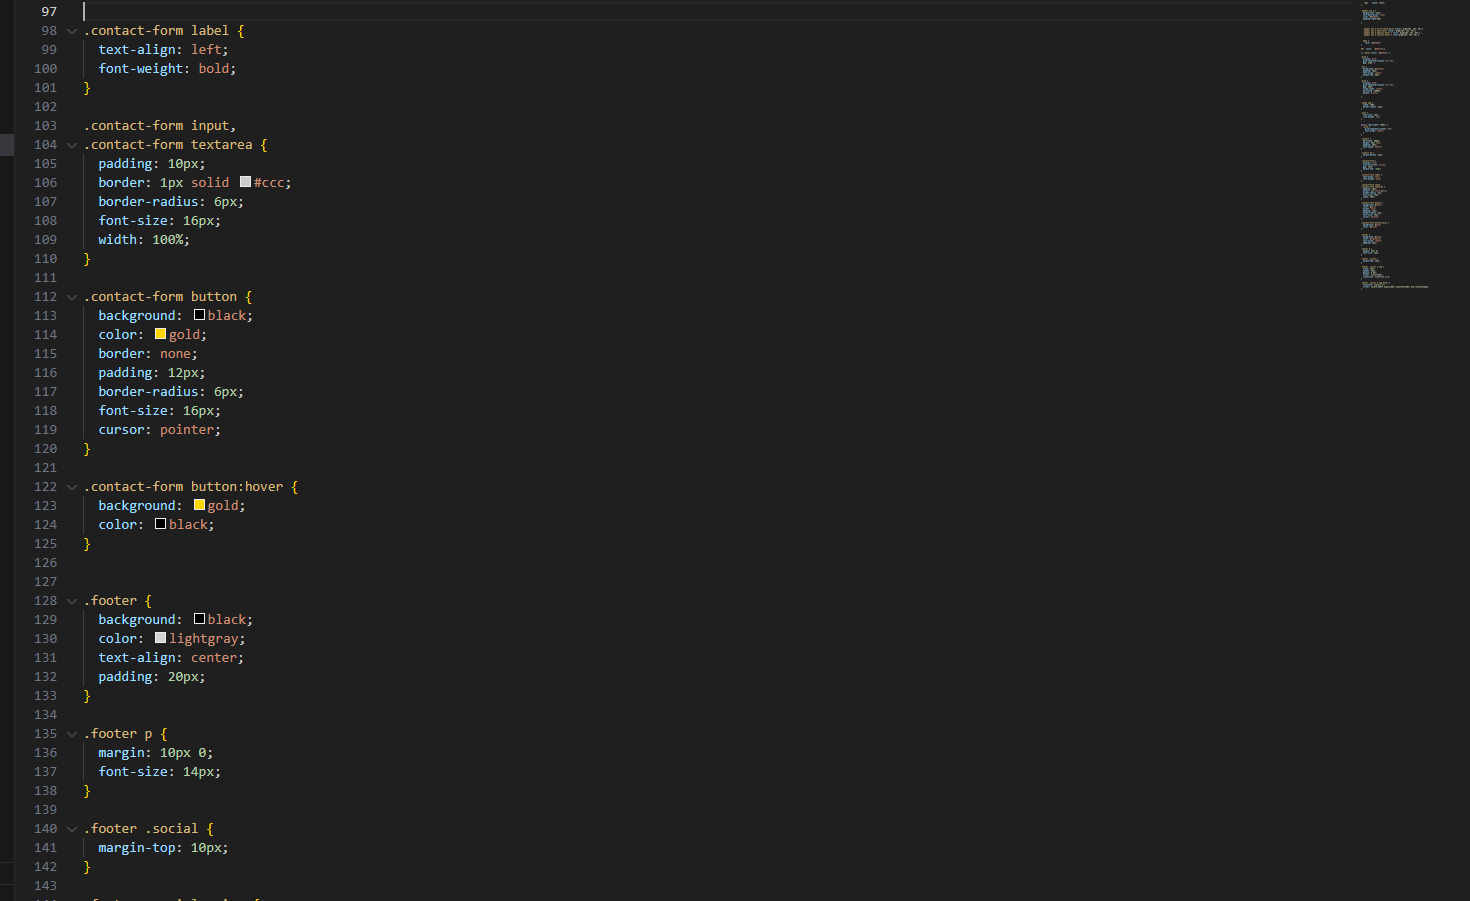 97
98 .contact-form label {
99 text-align: left;
100 font-weight: bold;
101 }
102
103 .contact-form input,
104 .contact-form textarea {
105 padding: 10px;
106 border: 1px solid #ccc;
107 border-radius: 6px;
108 font-size: 16px;
109 width: 100%;
110 }
111
112 .contact-form button {
113 background: black;
114 color: gold;
115 border: none;
116 padding: 12px;
117 border-radius: 6px;
118 font-size: 16px;
119 cursor: pointer;
120 }
121
122 .contact-form button:hover {
123 background: gold;
124 color: black;
125 }
126
127
128 .footer {
129 background: black;
130 color: lightgray;
131 text-align: center;
132 padding: 20px;
133 }
134
135 .footer p {
136 margin: 10px 0;
137 font-size: 14px;
138 }
139
140 .footer .social {
141 margin-top: 10px;
142 }
143